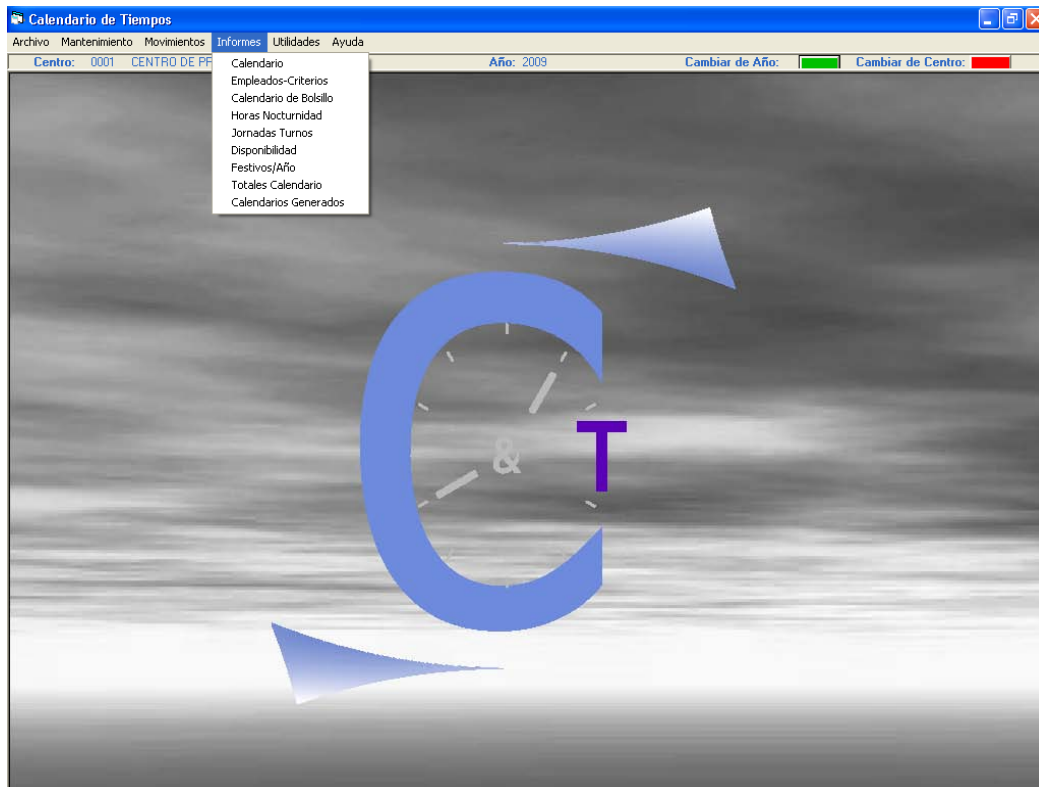 Calendario de Tiempos
Archivo Mantenimiento Movimientos Informes Utilidades Ayuda
Centro: 0001 CENTRO DE Año: 2009 Cambiar de Año: Cambiar de Centro:
Calendario
Empleados-Criterios
Calendario de Bolsillo
Horas Nocturnidad
Jornadas Turnos
Disponibilidad
Festivos/Año
Totales Calendario
Calendarios Generados
C
T
&